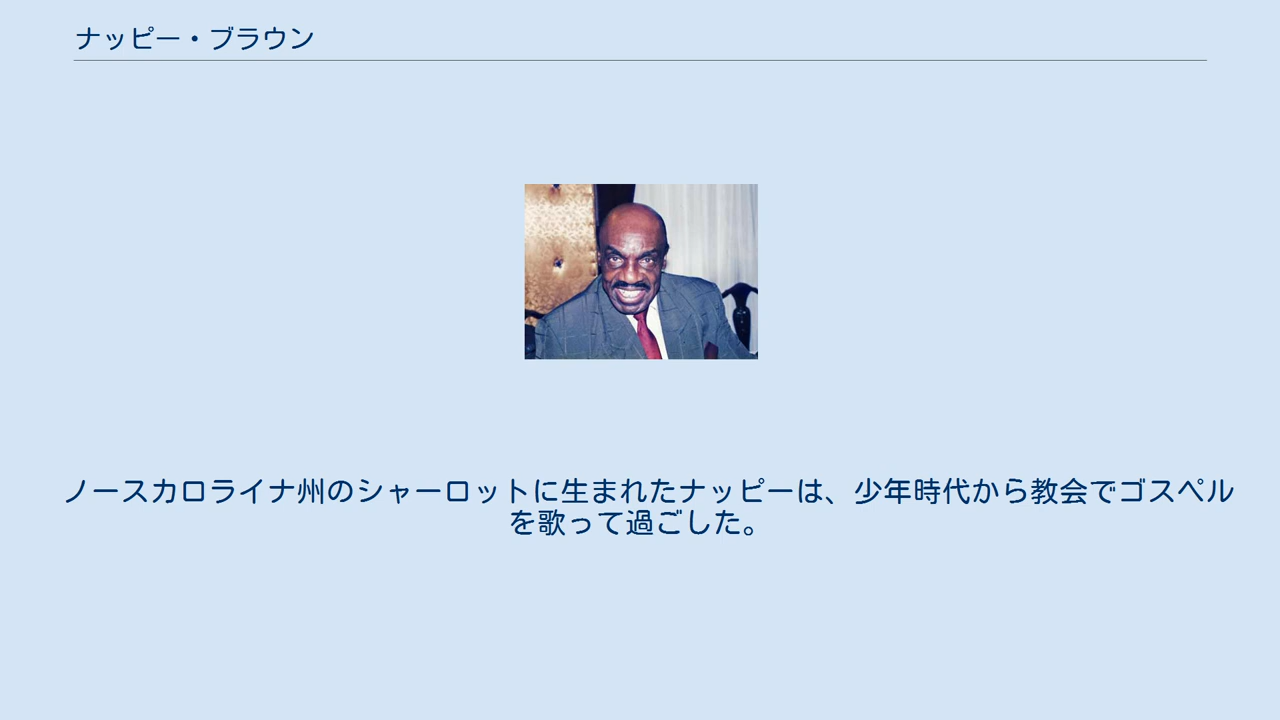 ナッピー・ブラウン
ノースカロライナ州のシャーロットに生まれたナッピーは、少年時代から教会でゴスペル
を歌って過ごした。